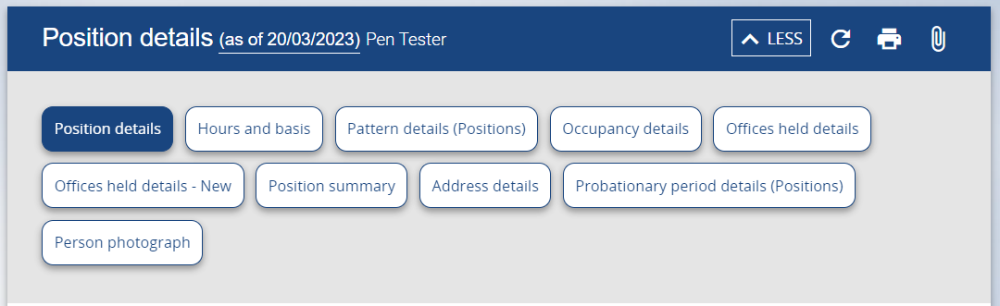 Position details (as of 20/03/2023) Pen Tester LESS
Position details Hours and basis Pattern details (Positions) Occupancy details Offices held details
Offices held details - New Position summary Address details Probationary period details (Positions)
Person photograph